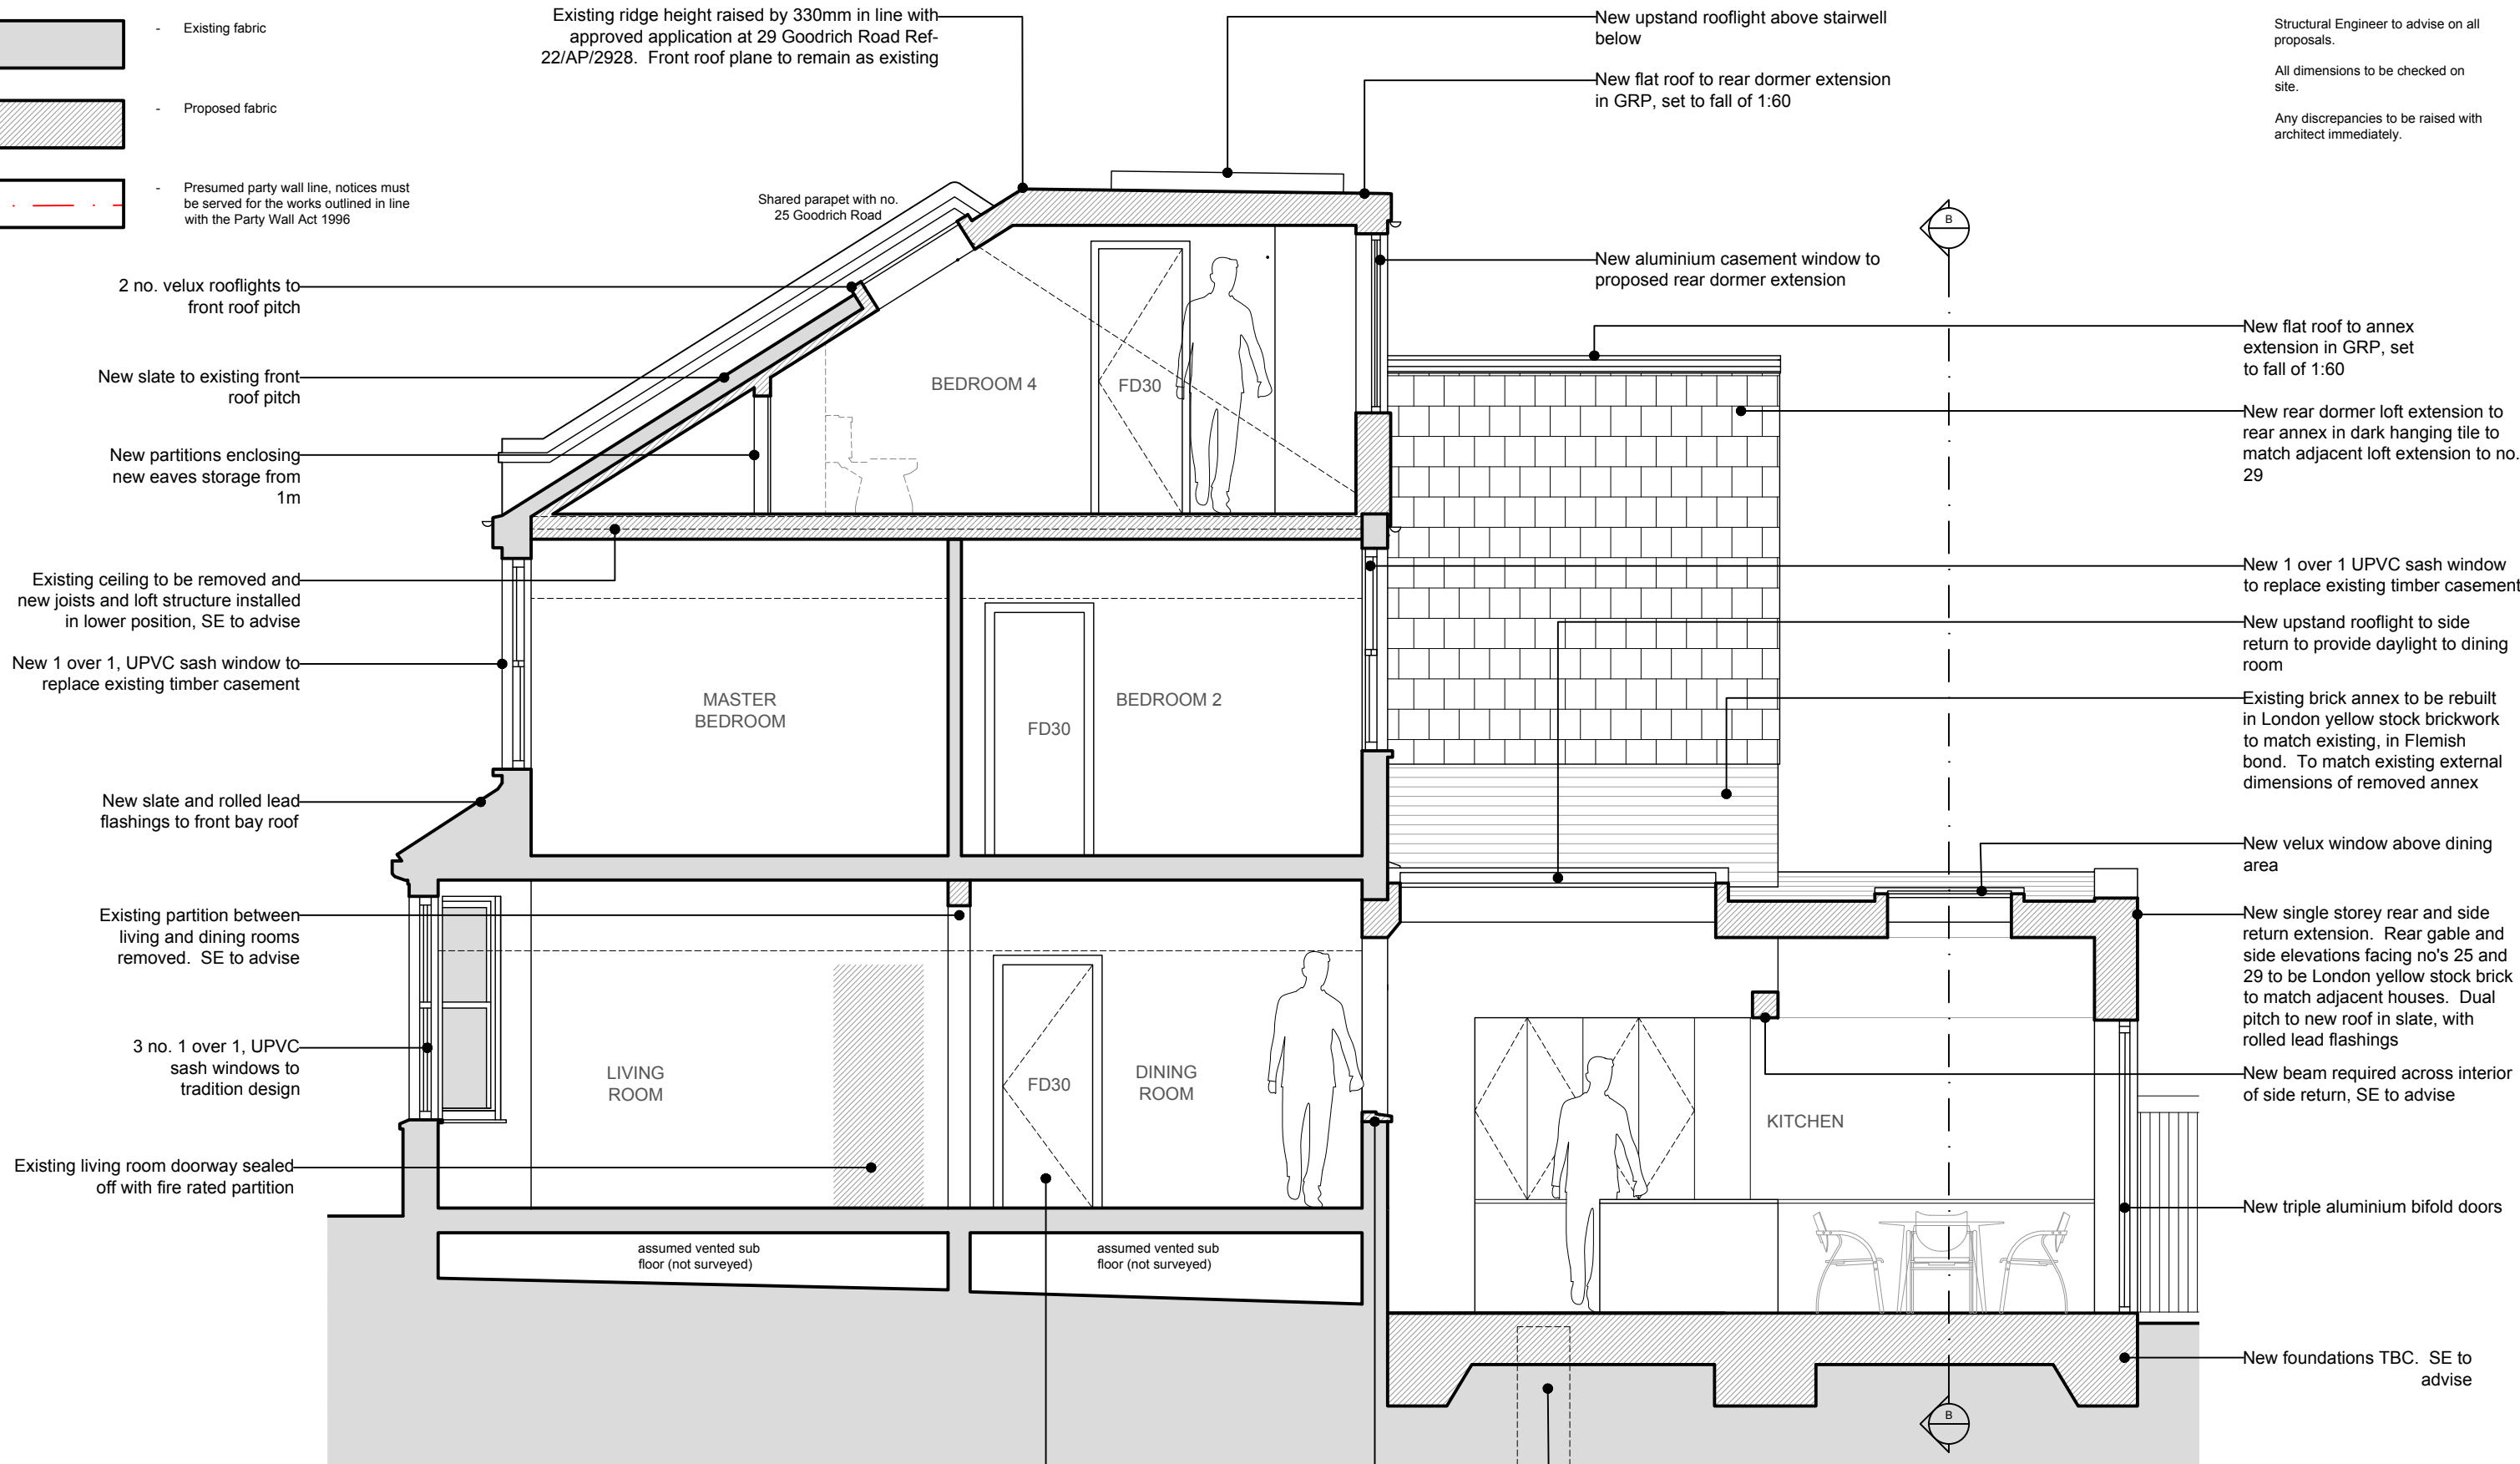 - Existing fabric
- Proposed fabric
- Presumed party wall line, notices must
be served for the works outlined in line
with the Party Wall Act 1996
Existing ridge height raised by 330mm in line with
approved application at 29 Goodrich Road Ref-
22/AP/2928. Front roof plane to remain as existing
New upstand rooflight above stairwell
below
New flat roof to rear dormer extension
in GRP, set to fall of 1:60
Structural Engineer to advise on all
proposals.
All dimensions to be checked on
site.
Any discrepancies to be raised with
architect immediately.
Shared parapet with no.
25 Goodrich Road
2 no. velux rooflights to
front roof pitch
New slate to existing front
roof pitch
New partitions enclosing
new eaves storage from
1m
Existing ceiling to be removed and
new joists and loft structure installed
in lower position, SE to advise
New 1 over 1, UPVC sash window to
replace existing timber casement
New slate and rolled lead
flashings to front bay roof
Existing partition between
living and dining rooms
removed. SE to advise
3 no. 1 over 1, UPVC
sash windows to
tradition design
Existing living room doorway sealed
off with fire rated partition
BEDROOM 4
FD30
MASTER
BEDROOM
BEDROOM 2
FD30
LIVING
ROOM
FD30
DINING
ROOM
KITCHEN
assumed vented sub
floor (not surveyed)
assumed vented sub
floor (not surveyed)
B
B
New aluminium casement window to
proposed rear dormer extension
New flat roof to annex
extension in GRP, set
to fall of 1:60
New rear dormer loft extension to
rear annex in dark hanging tile to
match adjacent loft extension to no.
29
New 1 over 1 UPVC sash window
to replace existing timber casement
New upstand rooflight to side
return to provide daylight to dining
room
Existing brick annex to be rebuilt
in London yellow stock brickwork
to match existing, in Flemish
bond. To match existing external
dimensions of removed annex
New velux window above dining
area
New single storey rear and side
return extension. Rear gable and
side elevations facing no's 25 and
29 to be London yellow stock brick
to match adjacent houses. Dual
pitch to new roof in slate, with
rolled lead flashings
New beam required across interior
of side return, SE to advise
New triple aluminium bifold doors
New foundations TBC. SE to
advise